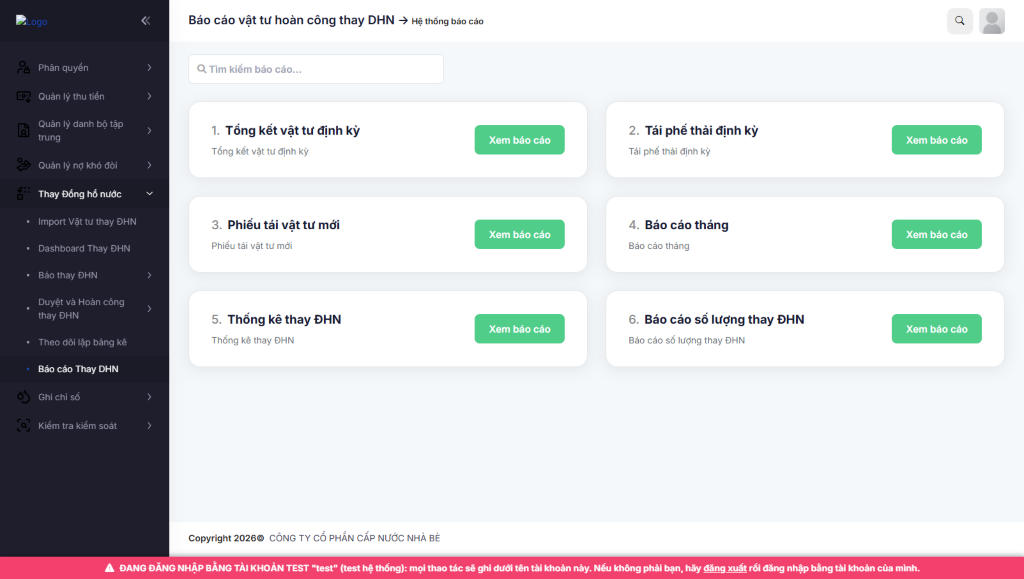 Logo
Báo cáo vật tư hoàn công thay DHN → Hệ thống báo cáo
Phân quyền
Quản lý thu tiền
Quản lý danh bộ tập
trung
Quản lý nợ khó đòi
Thay Đồng hồ nước
Import Vật tư thay ĐHN
Dashboard Thay ĐHN
Báo thay ĐHN
Duyệt và Hoàn công
thay ĐHN
Theo dõi lập bảng kê
Báo cáo Thay DHN
Ghi chỉ số
Kiểm tra kiểm soát
Tìm kiếm báo cáo...
1. Tổng kết vật tư định kỳ
Tổng kết vật tư định kỳ
Xem báo cáo
2. Tái phế thải định kỳ
Tái phế thải định kỳ
Xem báo cáo
3. Phiếu tái vật tư mới
Phiếu tái vật tư mới
Xem báo cáo
4. Báo cáo tháng
Báo cáo tháng
Xem báo cáo
5. Thống kê thay ĐHN
Thống kê thay ĐHN
Xem báo cáo
6. Báo cáo số lượng thay ĐHN
Báo cáo số lượng thay ĐHN
Xem báo cáo
Copyright 2026© CÔNG TY CỔ PHẦN CẤP NƯỚC NHÀ BÈ
ĐANG ĐĂNG NHẬP BẰNG TÀI KHOẢN TEST "test" (test hệ thống): mọi thao tác sẽ ghi dưới tên tài khoản này. Nếu không phải bạn, hãy đăng xuất rồi đăng nhập bằng tài khoản của mình.